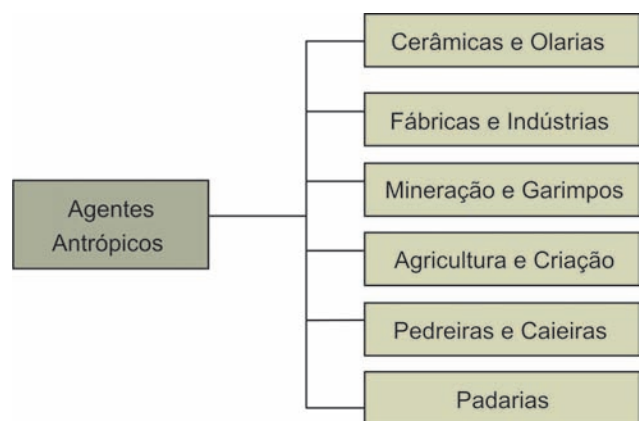 Agentes
Antrópicos
Cerâmicas e Olarias
Fábricas e Indústrias
Mineração e Garimpos
Agricultura e Criação
Pedreiras e Caieiras
Padarias